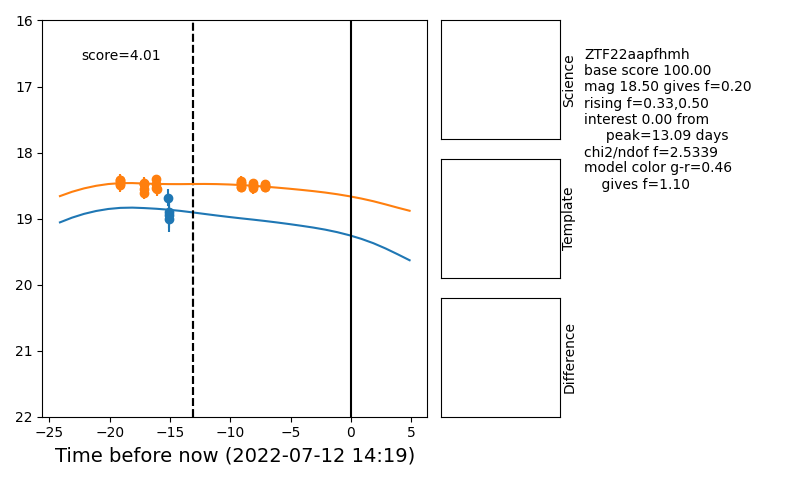 score=4.01
16
17
18
19
20
21
22
−25
−20
−15
−10
−5
0
5
Time before now (2022-07-12 14:19)
Science
Template
Difference
ZTF22aapfhmh
base score 100.00
mag 18.50 gives f=0.20
rising f=0.33,0.50
interest 0.00 from
peak=13.09 days
chi2/ndof f=2.5339
model color g-r=0.46
gives f=1.10